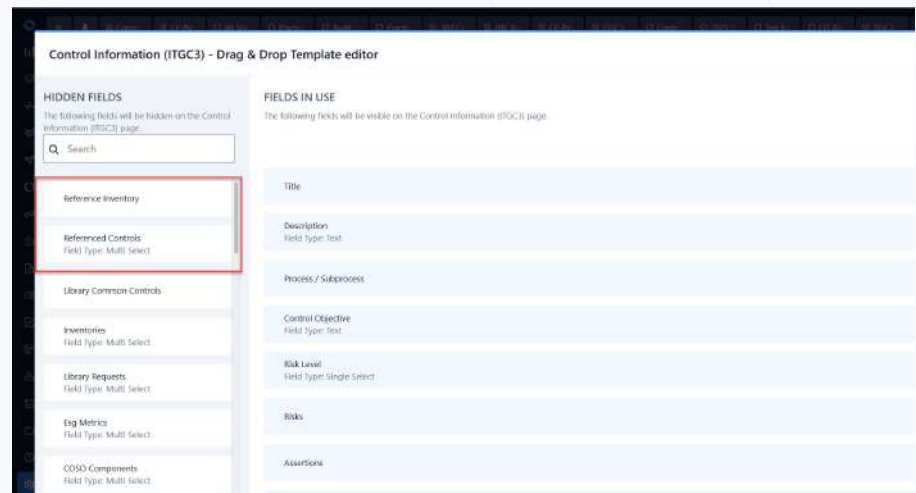 Control Information (ITGC3) - Drag & Drop Template editor
HIDDEN FIELDS
The following fields will be hidden on the Control
Information (ITGC3) page.
Search
Reference Inventory
Referenced Controls
Field Type: Multi Select
Library Common Controls
Inventories
Field Type: Multi Select
Library Requests
Field Type: Multi Select
Esg Metrics
Field Type: Multi Select
COSO Components
Field Type: Multi Select
FIELDS IN USE
The following fields will be visible on the Control Information (ITGC3) page.
Title
Description
Field Type: Text
Process / Subprocess
Control Objective
Field Type: Text
Risk Level
Field Type: Single Select
Risks
Assertions